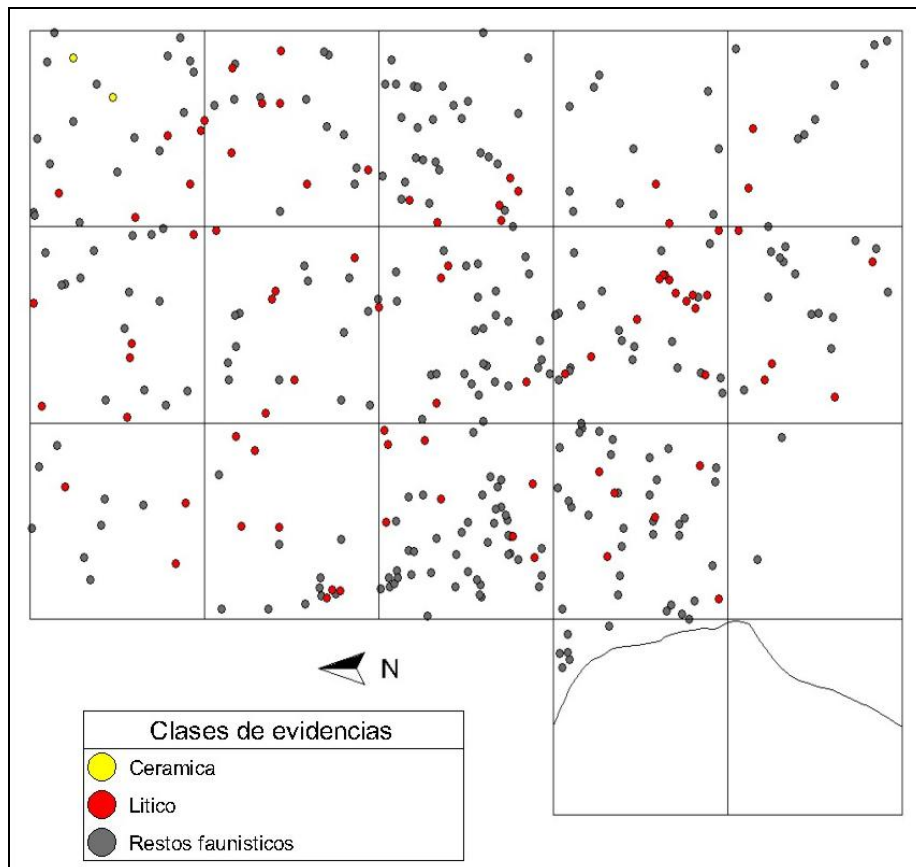 N
Clases de evidencias
Ceramica
Litico
Restos faunisticos